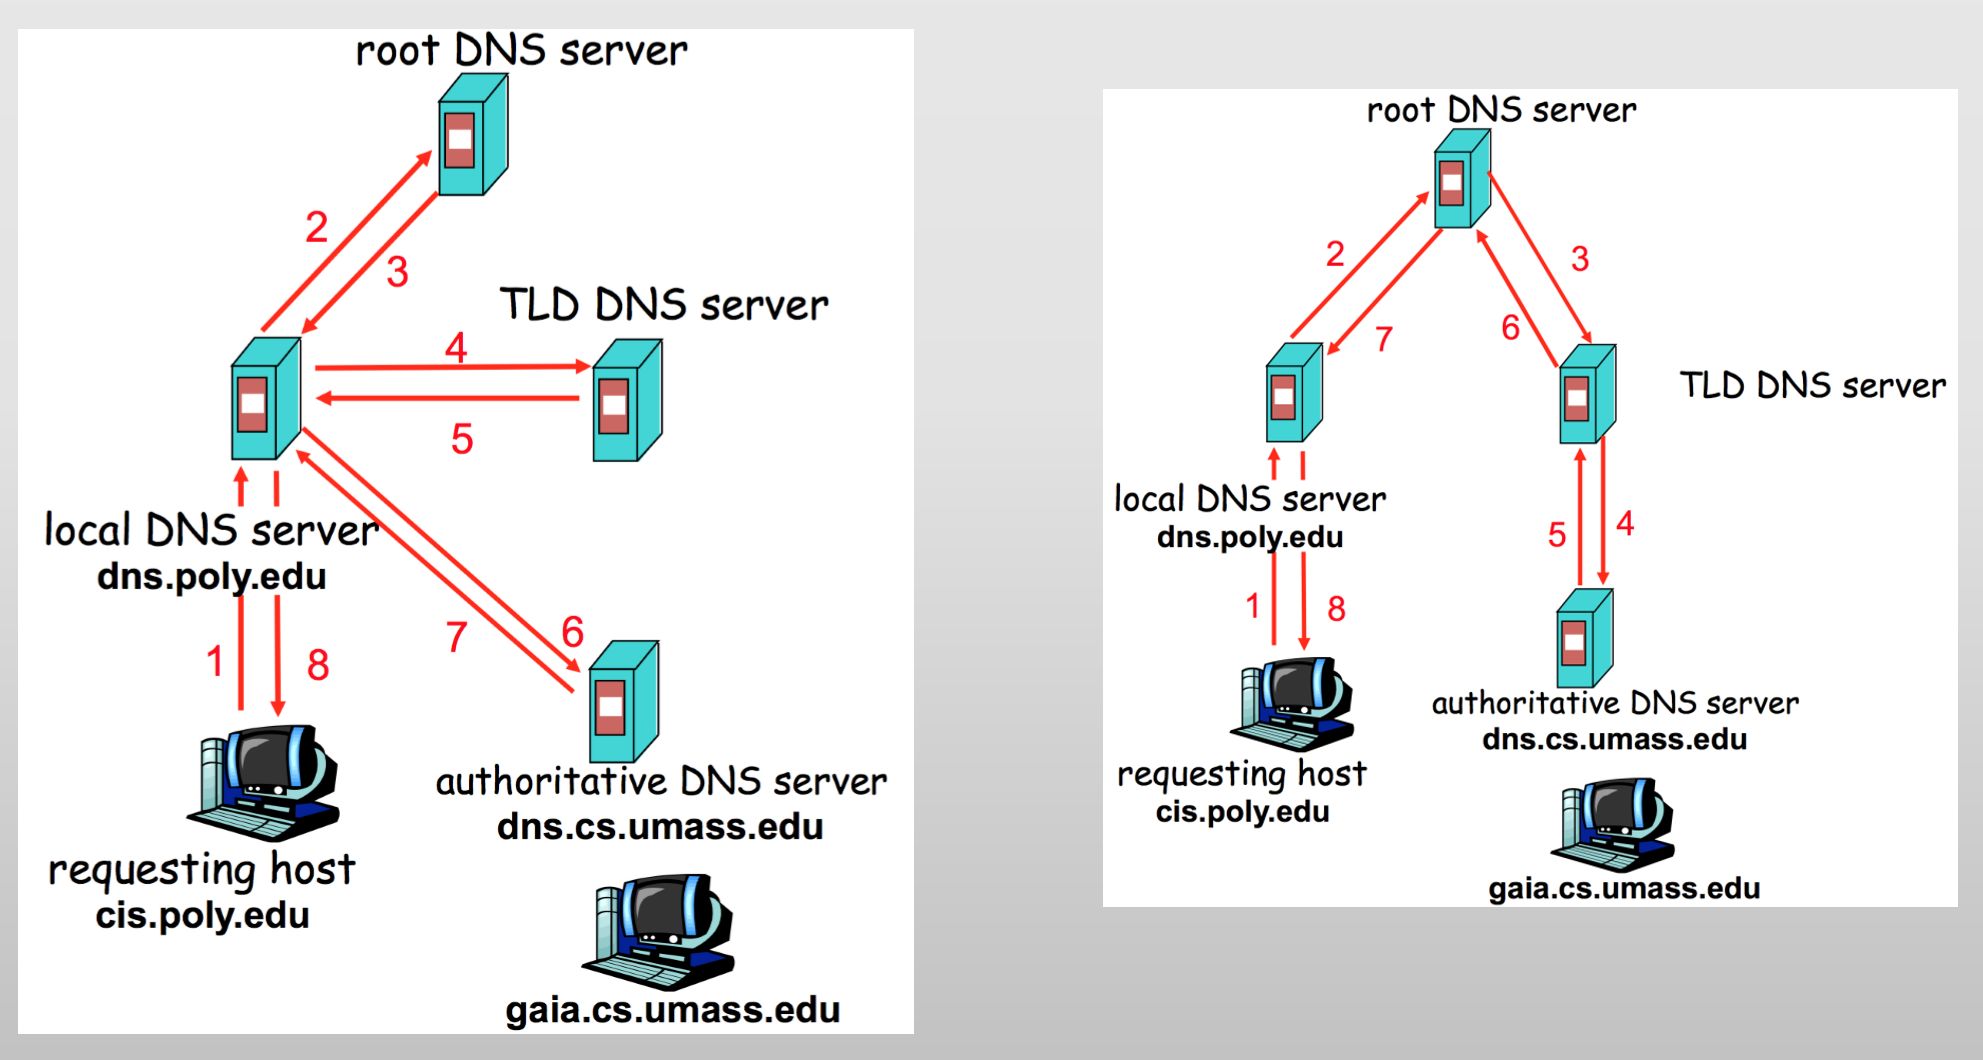 root DNS server
2
3
TLD DNS server
4
5
local DNS server
dns.poly.edu
6
7
1
8
authoritative DNS server
dns.cs.umass.edu
requesting host
cis.poly.edu
gaia.cs.umass.edu
root DNS server
2
3
6
7
TLD DNS server
local DNS server
dns.poly.edu
5
4
1
8
authoritative DNS server
dns.cs.umass.edu
requesting host
cis.poly.edu
gaia.cs.umass.edu